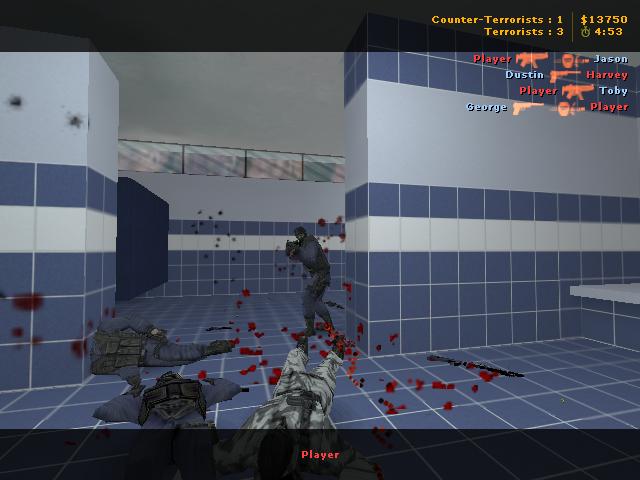 Counter-Terrorists : 1 $13750
Terrorists : 3 4:53
Player Jason
Dustin Harvey
Player Toby
George Player
Player